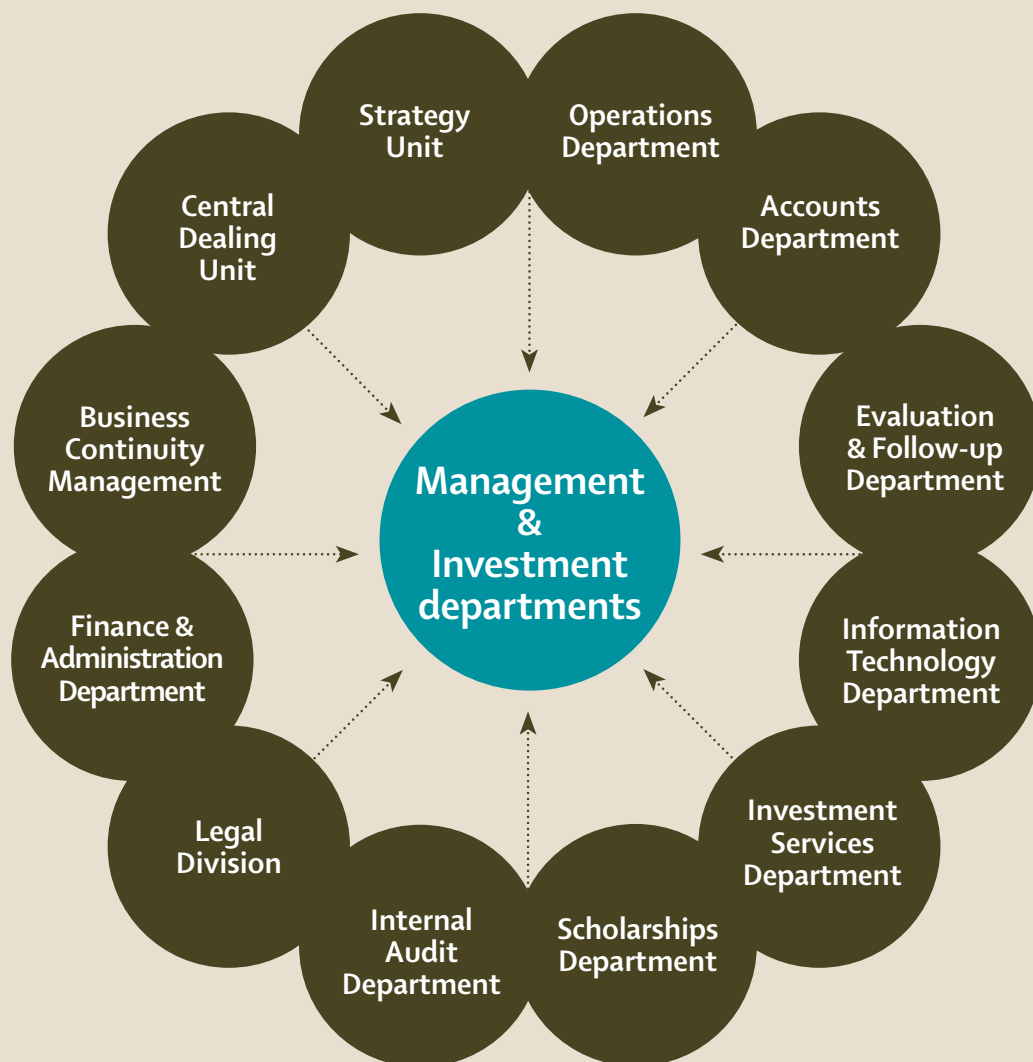 Strategy
Unit
Operations
Department
Central
Dealing
Unit
Accounts
Department
Business
Continuity
Management
Evaluation
& Follow-up
Department
Management
&
Investment
departments
Finance &
Administration
Department
Information
Technology
Department
Legal
Division
Investment
Services
Department
Internal
Audit
Department
Scholarships
Department